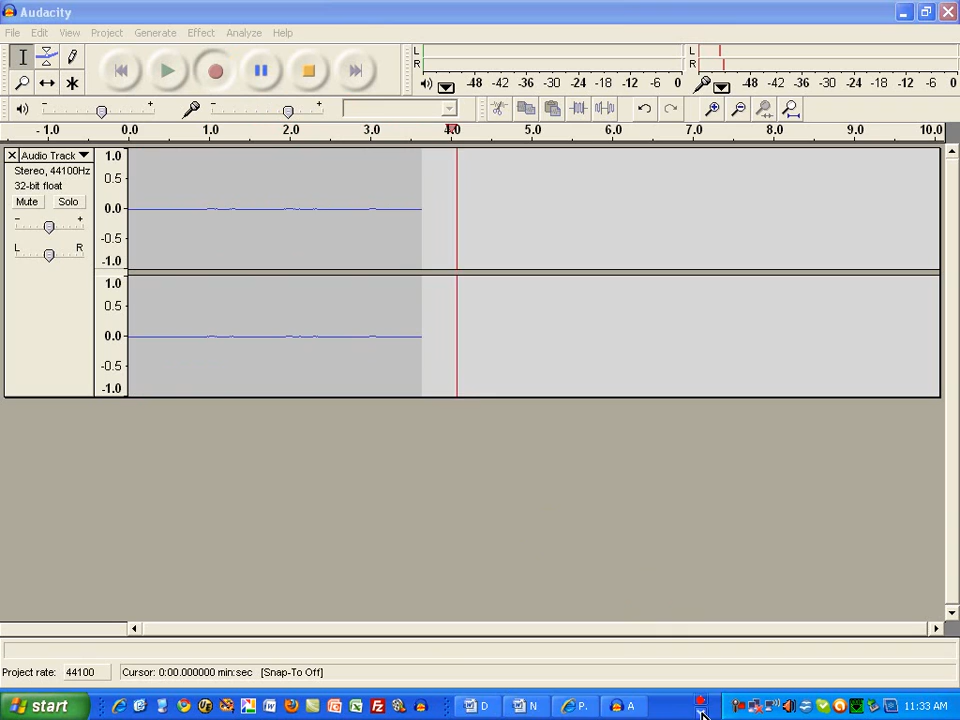 Audacity
File Edit View Project Generate Effect Analyze Help
L
R
-48 -42 -36 -30 -24 -18 -12 -6 0
L
R
-48 -42 -36 -30 -24 -18 -12 -6 0
- + - +
- 1.0 0.0 1.0 2.0 3.0 4.0 5.0 6.0 7.0 8.0 9.0 10.0
Audio Track
Stereo, 44100Hz
32-bit float
Mute Solo
- +
L R
1.0
0.5
0.0
-0.5
-1.0
1.0
0.5
0.0
-0.5
-1.0
Project rate: 44100 Cursor: 0:00.000000 min:sec [Snap-To Off]
start D N P. A 11:33 AM